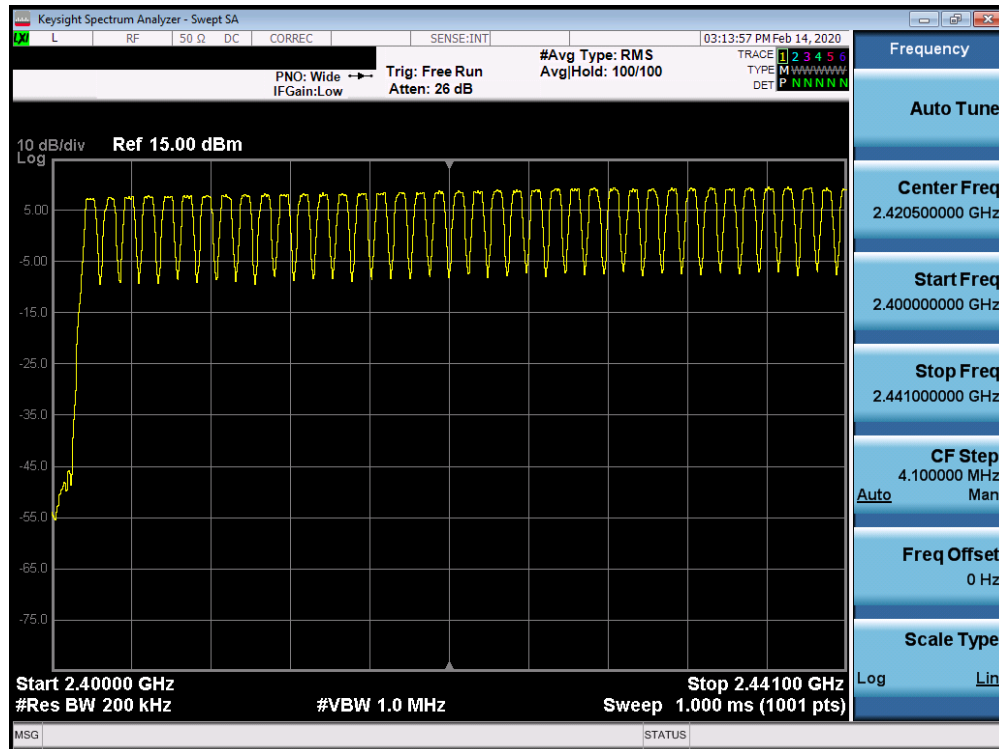 Keysight Spectrum Analyzer - Swept SA
LXI L RF 50 Ω DC CORREC SENSE:INT 03:13:57 PM Feb 14, 2020
PNO: Wide
IFGain:Low
Trig: Free Run
Atten: 26 dB
#Avg Type: RMS
Avg|Hold: 100/100
TRACE 1 2 3 4 5 6
TYPE M WWWWW
DET P N N N N N
10 dB/div Ref 15.00 dBm
Log
5.00
-5.00
-15.0
-25.0
-35.0
-45.0
-55.0
-65.0
-75.0
Start 2.40000 GHz Stop 2.44100 GHz
#Res BW 200 kHz #VBW 1.0 MHz Sweep 1.000 ms (1001 pts)
MSG STATUS
Frequency
Auto Tune
Center Freq
2.420500000 GHz
Start Freq
2.400000000 GHz
Stop Freq
2.441000000 GHz
CF Step
4.100000 MHz
Auto Man
Freq Offset
0 Hz
Scale Type
Log Lin